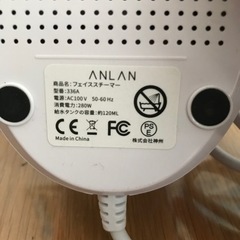 ANLAN
商品名：フェイススチーマー
型番：336A
電源：AC100V 50-60Hz
消費電力：280W
給水タンクの容量：約120ML
Made in China
株式会社神州
FC CE PSE